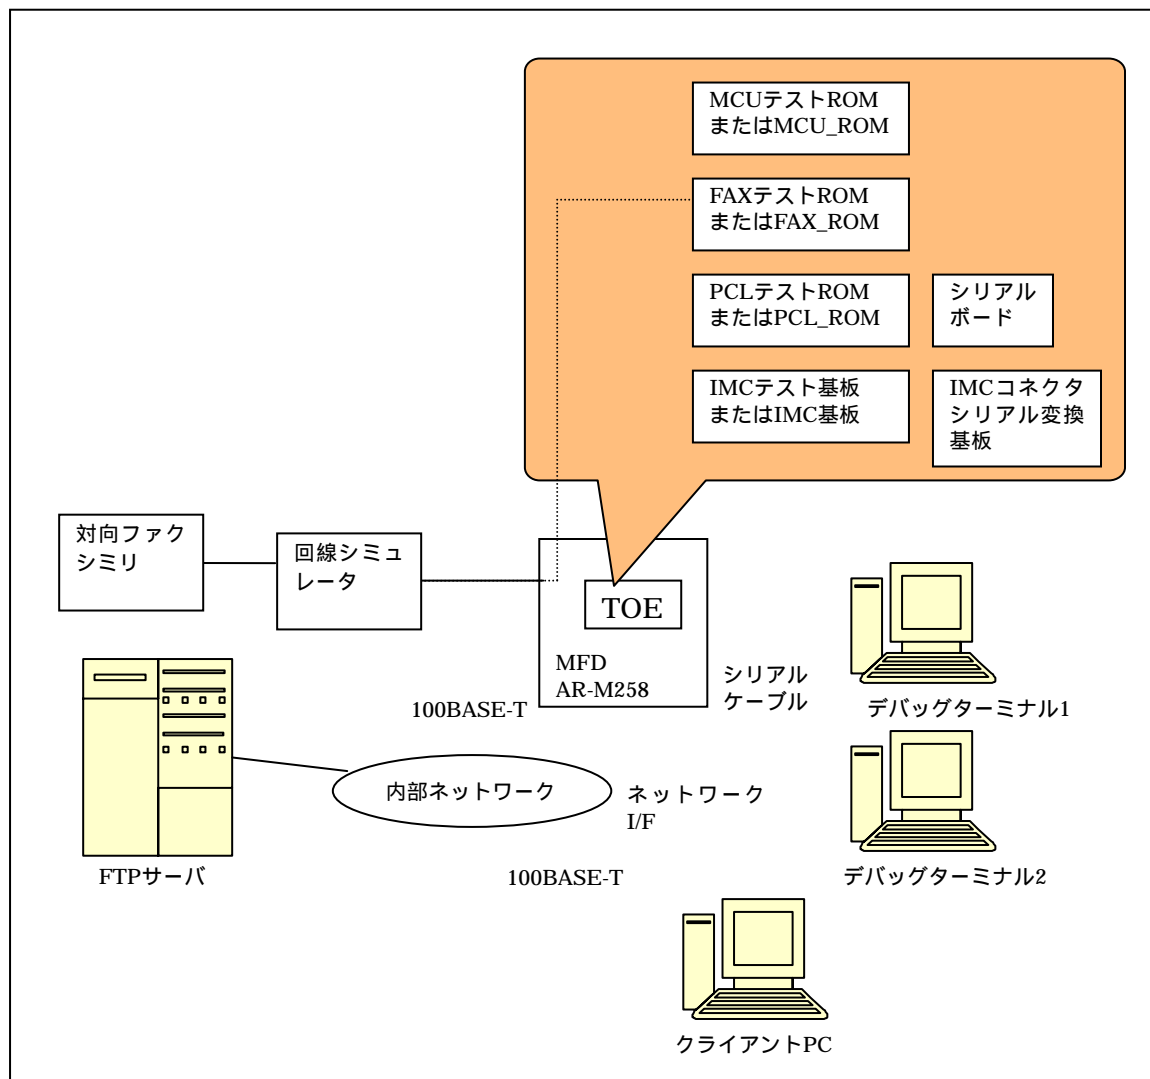 MCUテストROM
またはMCU_ROM
FAXテストROM
またはFAX_ROM
PCLテストROM
またはPCL_ROM
シリアル
ボード
IMCテスト基板
またはIMC基板
IMCコネクタ
シリアル変換
基板
対向ファク
シミリ
回線シミュ
レータ
TOE
MFD
AR-M258
シリアル
ケーブル
デバッグターミナル1
100BASE-T
内部ネットワーク
ネットワーク
I/F
FTPサーバ
100BASE-T
デバッグターミナル2
クライアントPC